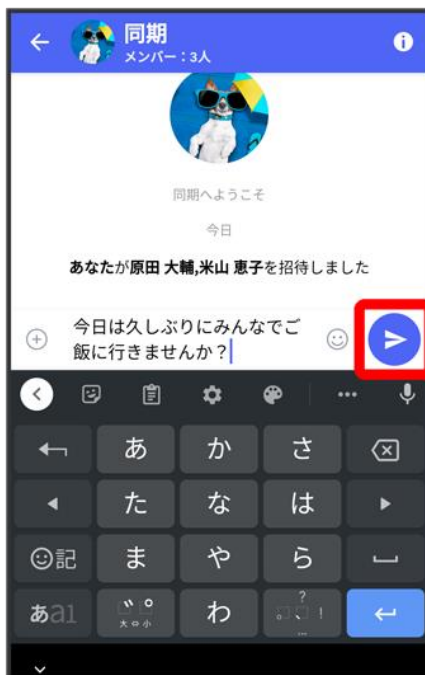 同期
メンバー：3人
同期へようこそ
今日
あなたが原田 大輔,米山 恵子を招待しました
今日は久しぶりにみんなでご
飯に行きませんか？
あ か さ
た な は
☺記 ま や ら
あa1 大⇔小 わ 。、?!…